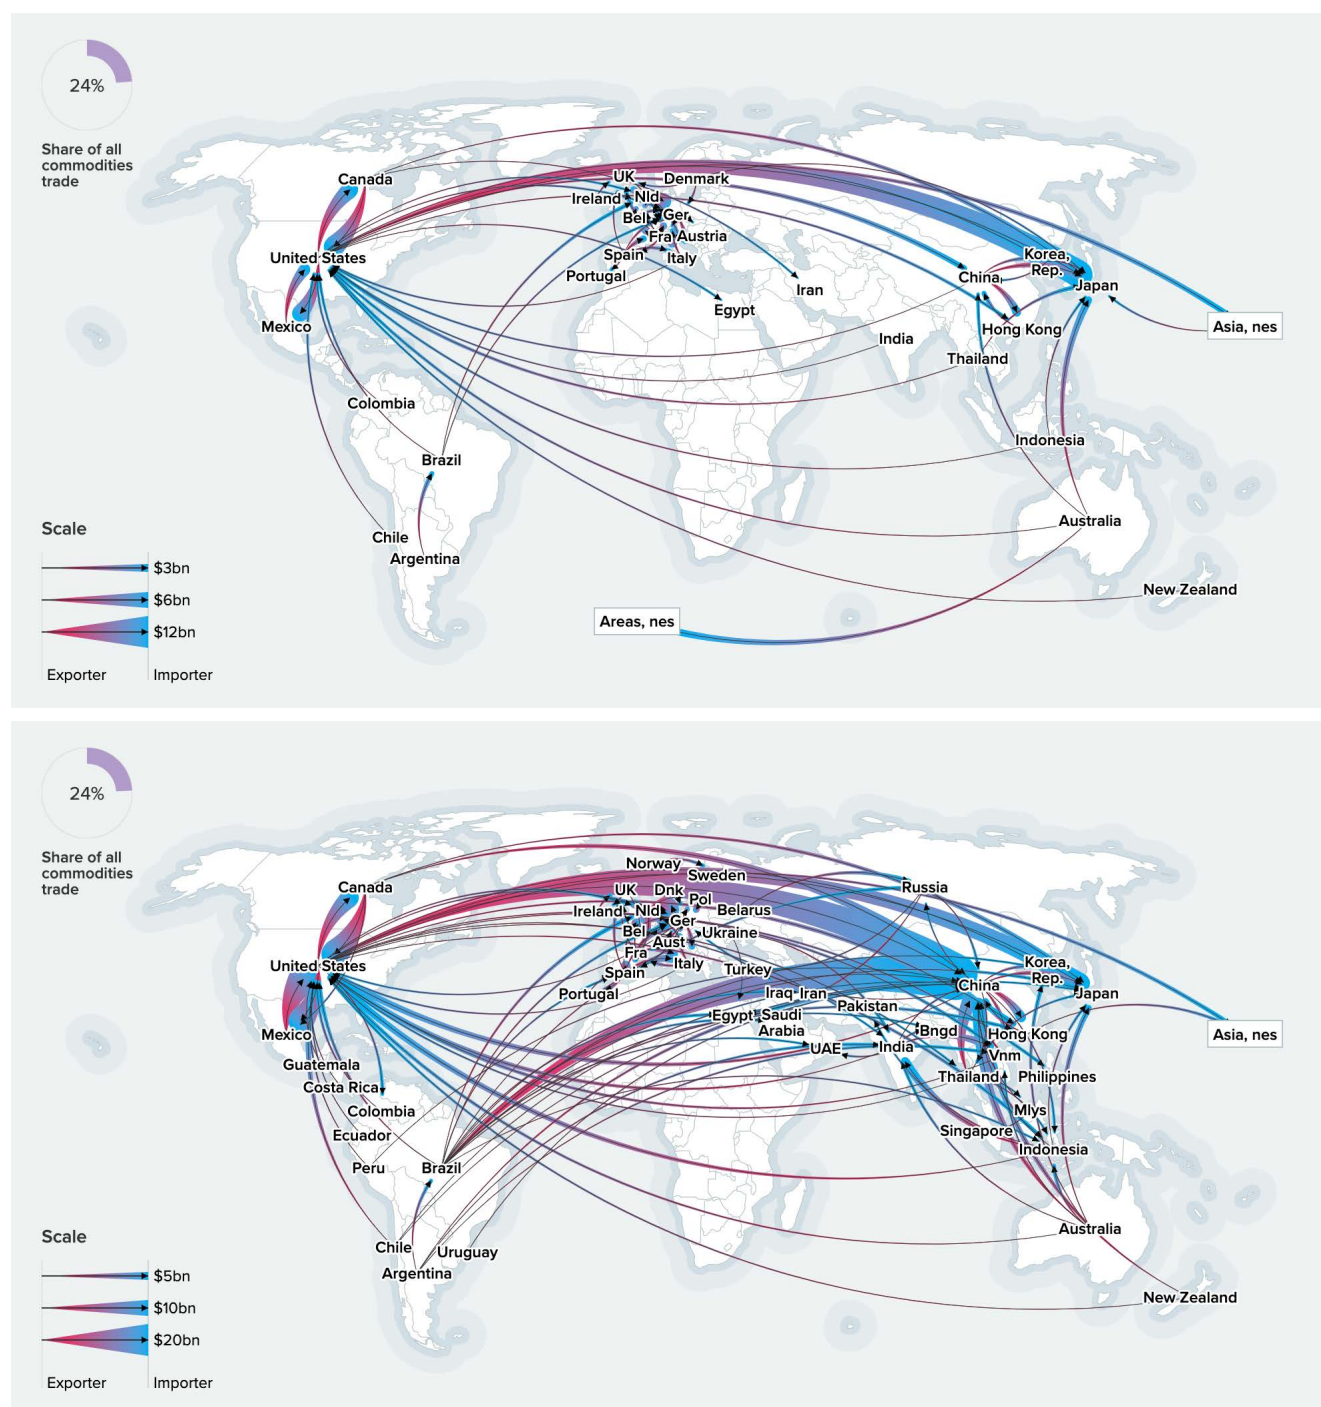 24%
Share of all
commodities
trade
Canada
UK
Denmark
Ireland
Nld
Bel
Ger
Fra
Austria
United States
Spain
Italy
Portugal
Korea,
Rep.
China
Japan
Iran
Egypt
Mexico
Hong Kong
Asia, nes
India
Thailand
Colombia
Indonesia
Brazil
Australia
Scale
Chile
Argentina
$3bn
New Zealand
$6bn
Areas, nes
$12bn
Exporter
Importer
24%
Share of all
commodities
trade
Norway
Sweden
Canada
UK
Dnk
Pol
Russia
Ireland
Nld
Ger
Belarus
Bel
Ukraine
Aust
Fra
Italy
United States
Spain
Turkey
Korea,
Rep.
China
Japan
Portugal
Iraq
Iran
Pakistan
Egypt
Saudi
Arabia
Bngd
Hong Kong
Asia, nes
Mexico
UAE
India
Vnm
Guatemala
Thailand
Philippines
Costa Rica
Colombia
Mlys
Ecuador
Singapore
Indonesia
Peru
Brazil
Australia
Scale
Chile
Uruguay
Argentina
$5bn
New Zealand
$10bn
$20bn
Exporter
Importer